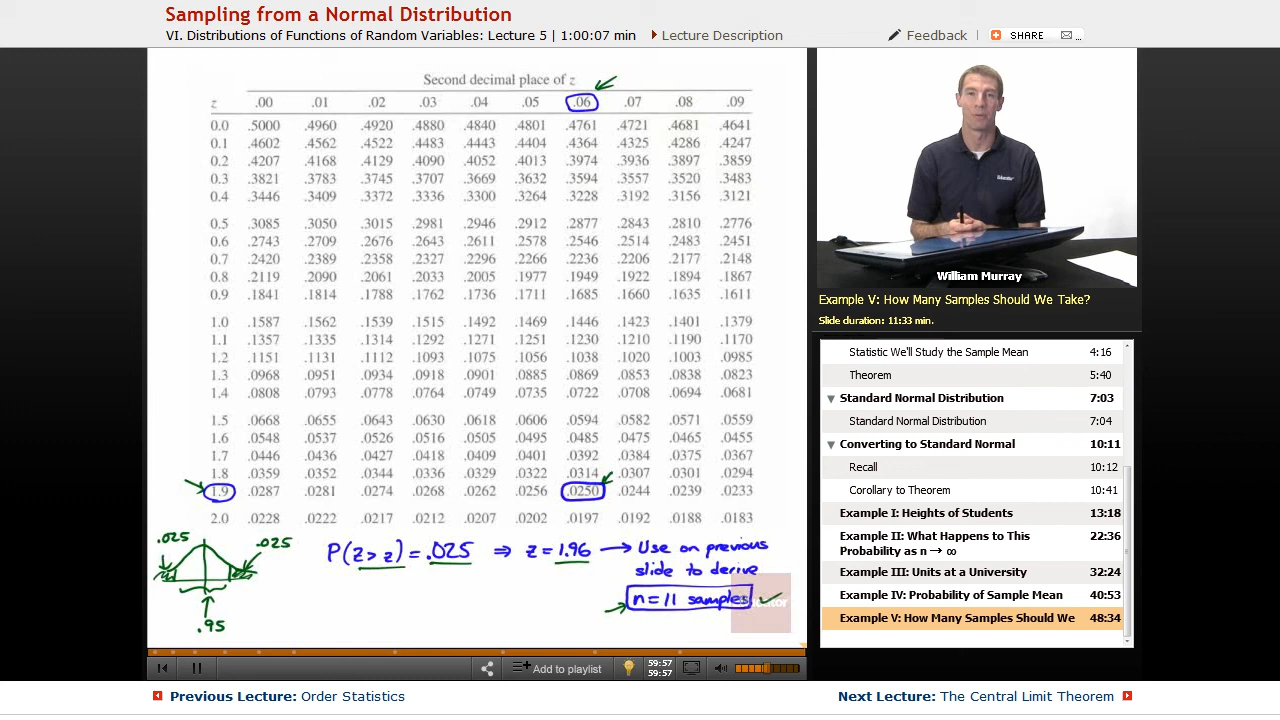 Sampling from a Normal Distribution
VI. Distributions of Functions of Random Variables: Lecture 5 | 1:00:07 min Lecture Description
Feedback SHARE
Second decimal place of z
z .00 .01 .02 .03 .04 .05 .06 .07 .08 .09
0.0 .5000 .4960 .4920 .4880 .4840 .4801 .4761 .4721 .4681 .4641
0.1 .4602 .4562 .4522 .4483 .4443 .4404 .4364 .4325 .4286 .4247
0.2 .4207 .4168 .4129 .4090 .4052 .4013 .3974 .3936 .3897 .3859
0.3 .3821 .3783 .3745 .3707 .3669 .3632 .3594 .3557 .3520 .3483
0.4 .3446 .3409 .3372 .3336 .3300 .3264 .3228 .3192 .3156 .3121
0.5 .3085 .3050 .3015 .2981 .2946 .2912 .2877 .2843 .2810 .2776
0.6 .2743 .2709 .2676 .2643 .2611 .2578 .2546 .2514 .2483 .2451
0.7 .2420 .2389 .2358 .2327 .2296 .2266 .2236 .2206 .2177 .2148
0.8 .2119 .2090 .2061 .2033 .2005 .1977 .1949 .1922 .1894 .1867
0.9 .1841 .1814 .1788 .1762 .1736 .1711 .1685 .1660 .1635 .1611
1.0 .1587 .1562 .1539 .1515 .1492 .1469 .1446 .1423 .1401 .1379
1.1 .1357 .1335 .1314 .1292 .1271 .1251 .1230 .1210 .1190 .1170
1.2 .1151 .1131 .1112 .1093 .1075 .1056 .1038 .1020 .1003 .0985
1.3 .0968 .0951 .0934 .0918 .0901 .0885 .0869 .0853 .0838 .0823
1.4 .0808 .0793 .0778 .0764 .0749 .0735 .0722 .0708 .0694 .0681
1.5 .0668 .0655 .0643 .0630 .0618 .0606 .0594 .0582 .0571 .0559
1.6 .0548 .0537 .0526 .0516 .0505 .0495 .0485 .0475 .0465 .0455
1.7 .0446 .0436 .0427 .0418 .0409 .0401 .0392 .0384 .0375 .0367
1.8 .0359 .0352 .0344 .0336 .0329 .0322 .0314 .0307 .0301 .0294
1.9 .0287 .0281 .0274 .0268 .0262 .0256 .0250 .0244 .0239 .0233
2.0 .0228 .0222 .0217 .0212 .0207 .0202 .0197 .0192 .0188 .0183
.025 .025
.95
P(Z > z) = .025 ⇒ z = 1.96 → Use on previous
slide to derive
n = 11 samples ✓
William Murray
Example V: How Many Samples Should We Take?
Slide duration: 11:33 min.
Statistic We'll Study the Sample Mean 4:16
Theorem 5:40
Standard Normal Distribution 7:03
Standard Normal Distribution 7:04
Converting to Standard Normal 10:11
Recall 10:12
Corollary to Theorem 10:41
Example I: Heights of Students 13:18
Example II: What Happens to This 22:36
Probability as n → ∞
Example III: Units at a University 32:24
Example IV: Probability of Sample Mean 40:53
Example V: How Many Samples Should We 48:34
Add to playlist
59:57
59:57
Previous Lecture: Order Statistics
Next Lecture: The Central Limit Theorem